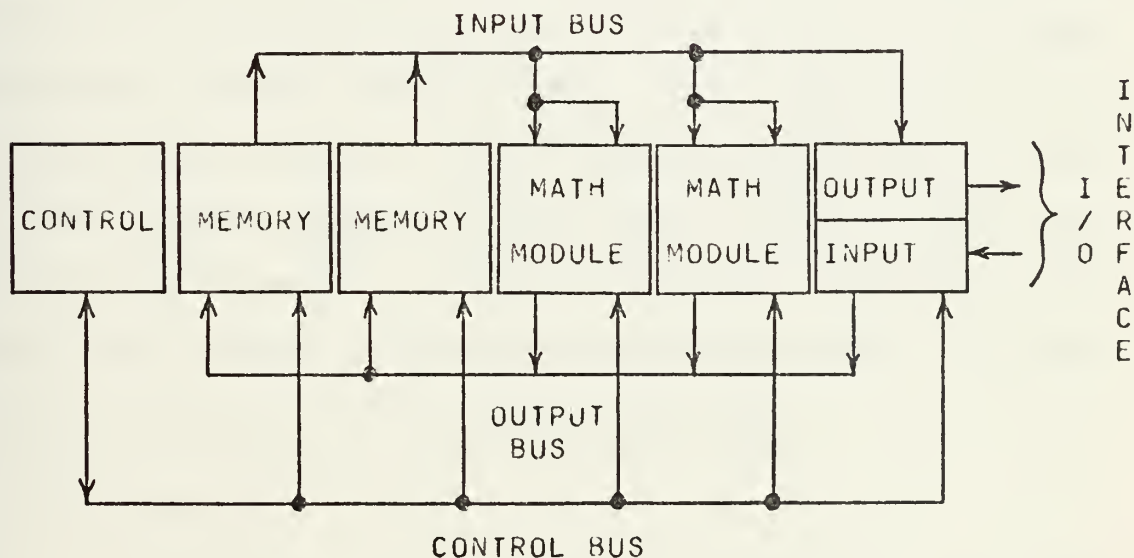 INPUT BUS
CONTROL
MEMORY
MEMORY
MATH
MODULE
MATH
MODULE
OUTPUT
INPUT
I/O
INTERFACE
OUTPUT
BUS
CONTROL BUS